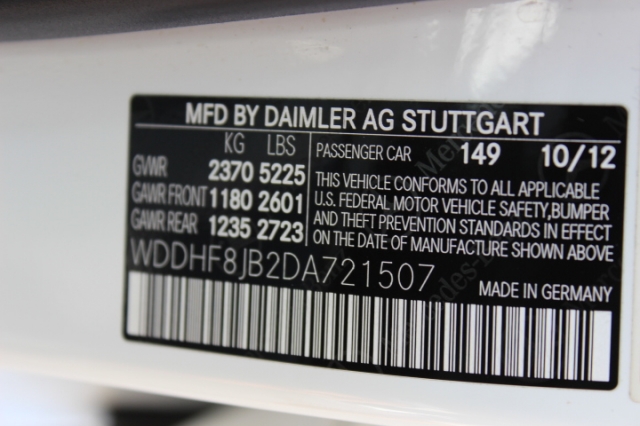 MFD BY DAIMLER AG STUTTGART
KG LBS
GVWR 2370 5225
GAWR FRONT 1180 2601
GAWR REAR 1235 2723
PASSENGER CAR 149 10/12
THIS VEHICLE CONFORMS TO ALL APPLICABLE
U.S. FEDERAL MOTOR VEHICLE SAFETY,BUMPER
AND THEFT PREVENTION STANDARDS IN EFFECT
ON THE DATE OF MANUFACTURE SHOWN ABOVE
WDDHF8JB2DA721507
MADE IN GERMANY